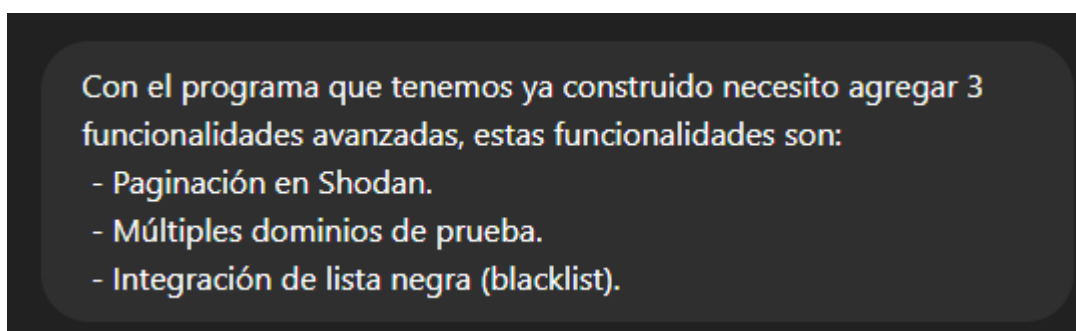 Con el programa que tenemos ya construido necesito agregar 3
funcionalidades avanzadas, estas funcionalidades son:
- Paginación en Shodan.
- Múltiples dominios de prueba.
- Integración de lista negra (blacklist).